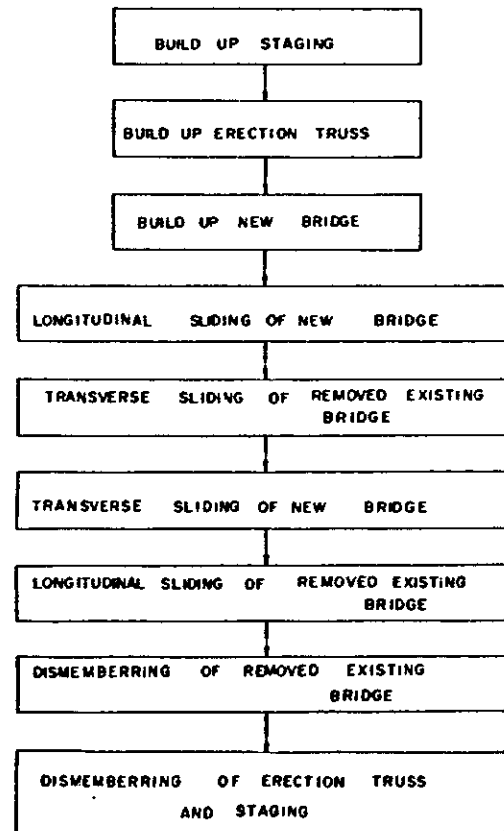 BUILD UP STAGING
BUILD UP ERECTION TRUSS
BUILD UP NEW BRIDGE
LONGITUDINAL SLIDING OF NEW BRIDGE
TRANSVERSE SLIDING OF REMOVED EXISTING
BRIDGE
TRANSVERSE SLIDING OF NEW BRIDGE
LONGITUDINAL SLIDING OF REMOVED EXISTING
BRIDGE
DISMEMBERRING OF REMOVED EXISTING
BRIDGE
DISMEMBERRING OF ERECTION TRUSS
AND STAGING